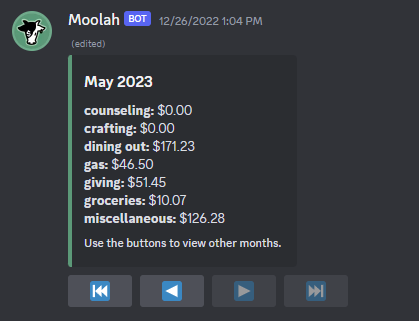 Moolah BOT 12/26/2022 1:04 PM
(edited)
May 2023
counseling: $0.00
crafting: $0.00
dining out: $171.23
gas: $46.50
giving: $51.45
groceries: $10.07
miscellaneous: $126.28
Use the buttons to view other months.